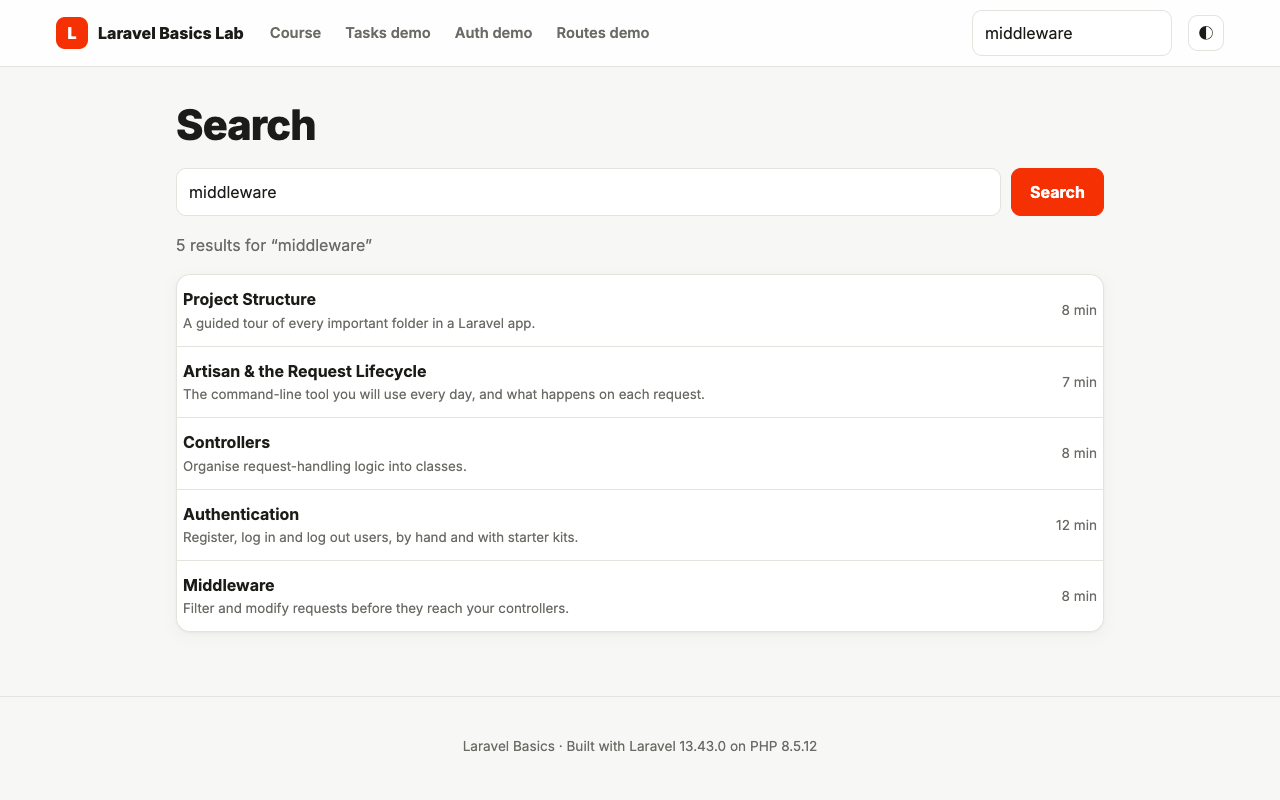 L Laravel Basics Lab Course Tasks demo Auth demo Routes demo middleware
Search
middleware Search
5 results for “middleware”
Project Structure
A guided tour of every important folder in a Laravel app.
8 min
Artisan & the Request Lifecycle
The command-line tool you will use every day, and what happens on each request.
7 min
Controllers
Organise request-handling logic into classes.
8 min
Authentication
Register, log in and log out users, by hand and with starter kits.
12 min
Middleware
Filter and modify requests before they reach your controllers.
8 min
Laravel Basics · Built with Laravel 13.43.0 on PHP 8.5.12